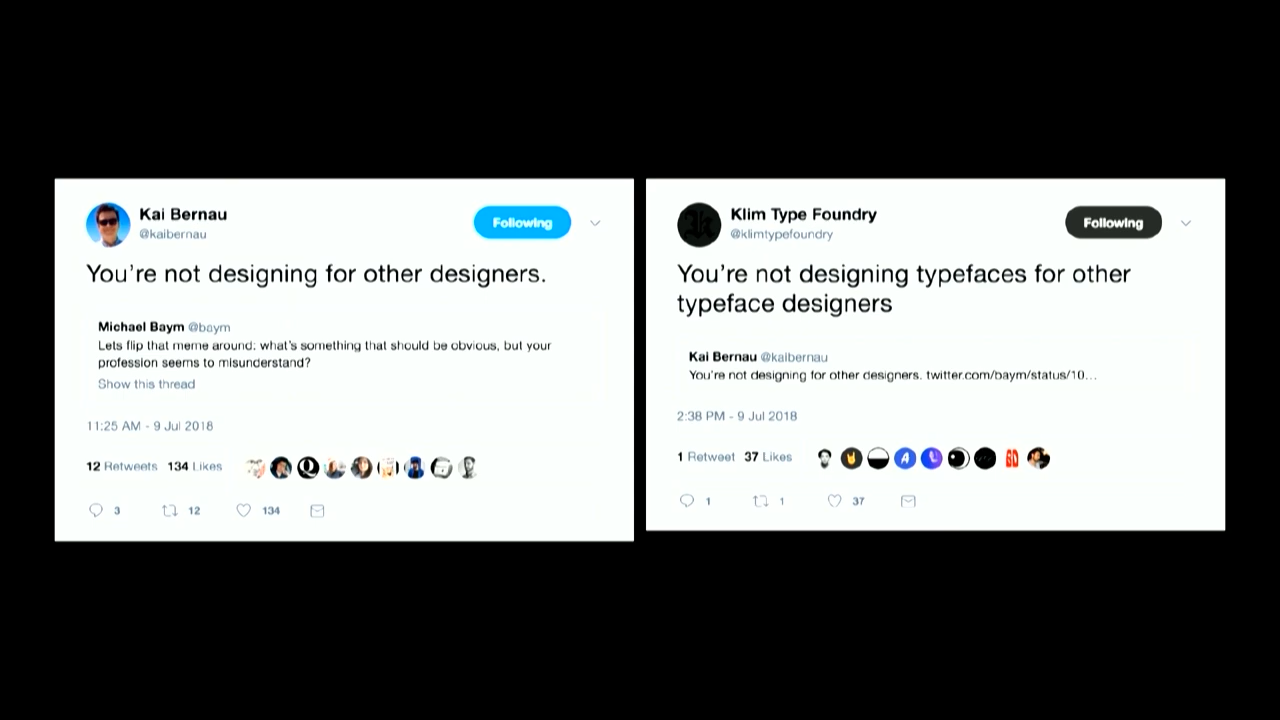 Kai Bernau
@kaibernau
Following
You're not designing for other designers.
Michael Baym @baym
Lets flip that meme around: what's something that should be obvious, but your
profession seems to misunderstand?
Show this thread
11:25 AM - 9 Jul 2018
12 Retweets 134 Likes
3 12 134
Klim Type Foundry
@klimtypefoundry
Following
You're not designing typefaces for other
typeface designers
Kai Bernau @kaibernau
You're not designing for other designers. twitter.com/baym/status/10...
2:38 PM - 9 Jul 2018
1 Retweet 37 Likes
1 1 37